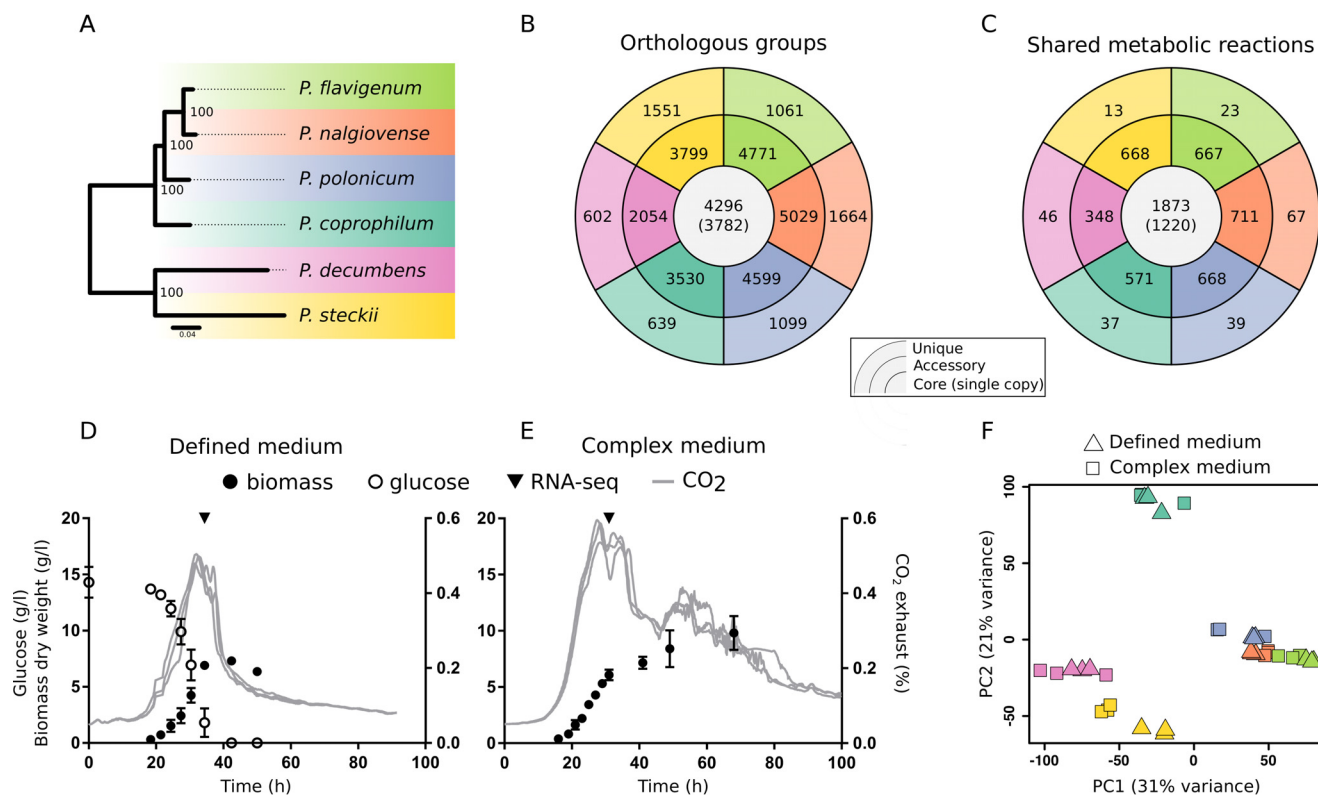 A
P. flavigenum
P. nalgiovense
P. polonicum
P. coprophilum
P. decumbens
P. steckii
100
100
100
100
0.04
B
Orthologous groups
1551
1061
3799
4771
602
2054
4296
(3782)
5029
1664
3530
4599
639
1099
C
Shared metabolic reactions
13
23
668
667
46
348
1873
(1220)
711
67
571
668
37
39
Unique
Accessory
Core (single copy)
D
Defined medium
E
Complex medium
biomass
glucose
RNA-seq
CO2
Glucose (g/l)
Biomass dry weight (g/l)
20
15
10
5
0
0.6
0.4
0.2
0.0
0
20
40
60
80
100
Time (h)
20
15
10
5
0
0.6
0.4
0.2
0.0
0
20
40
60
80
100
Time (h)
CO2 exhaust (%)
F
Defined medium
Complex medium
PC2 (21% variance)
100
50
0
-50
-100
-50
0
50
PC1 (31% variance)